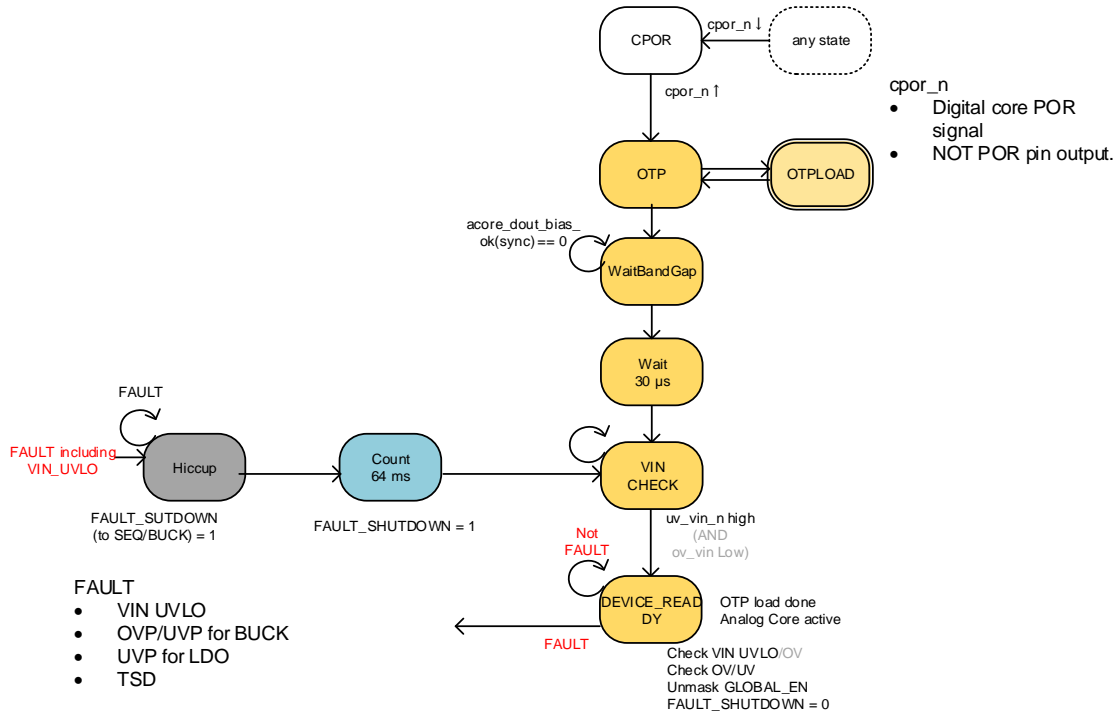 CPOR
cpor_n ↓
any state
cpor_n ↑
cpor_n
• Digital core POR
signal
• NOT POR pin output.
OTP
OTPLOAD
acore_dout_bias_
ok(sync) == 0
WaitBandGap
Wait
30 µs
FAULT
FAULT including
VIN_UVLO
Hiccup
Count
64 ms
VIN
CHECK
FAULT_SUTDOWN
(to SEQ/BUCK) = 1
FAULT_SHUTDOWN = 1
uv_vin_n high
(AND
ov_vin Low)
Not
FAULT
DEVICE_READ
DY
OTP load done
Analog Core active
FAULT
Check VIN UVLO/OV
Check OV/UV
Unmask GLOBAL_EN
FAULT_SHUTDOWN = 0
FAULT
• VIN UVLO
• OVP/UVP for BUCK
• UVP for LDO
• TSD